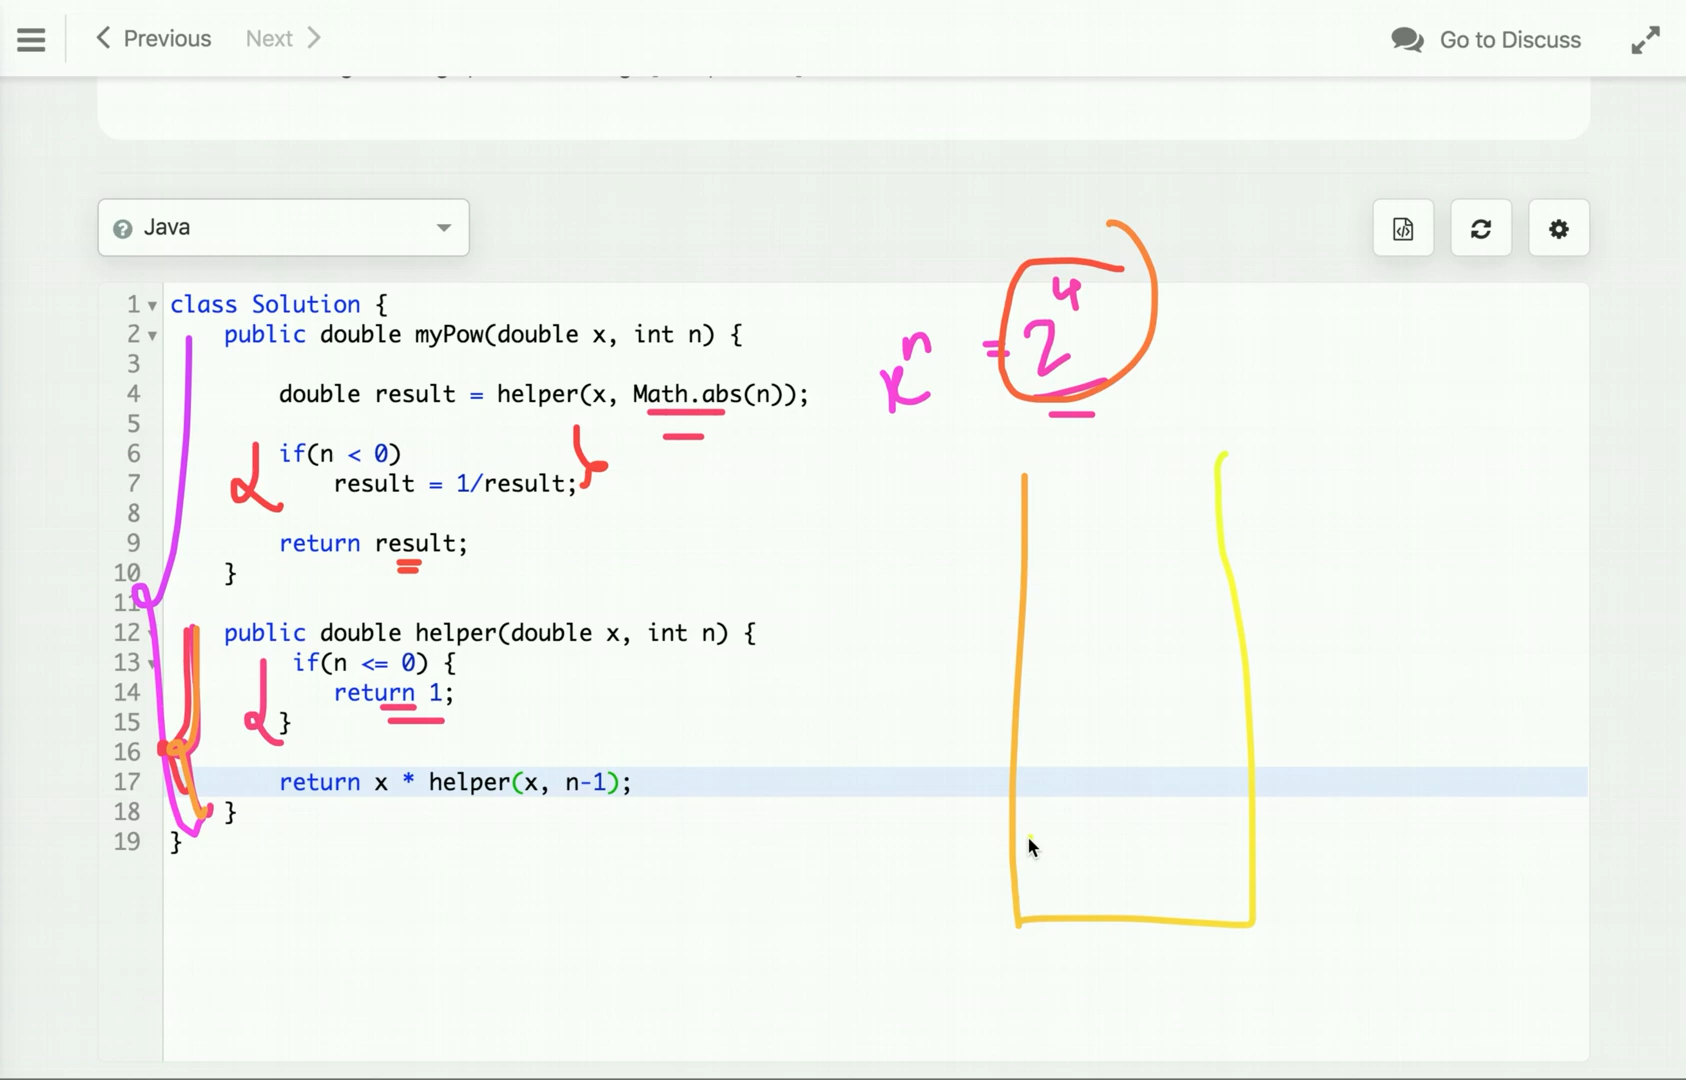 Previous Next Go to Discuss
Java
1 class Solution {
2 public double myPow(double x, int n) {
3
4 double result = helper(x, Math.abs(n));
5
6 if(n < 0)
7 result = 1/result;
8
9 return result;
10 }
11
12 public double helper(double x, int n) {
13 if(n <= 0) {
14 return 1;
15 }
16
17 return x * helper(x, n-1);
18 }
19 }
x^n = 2^4